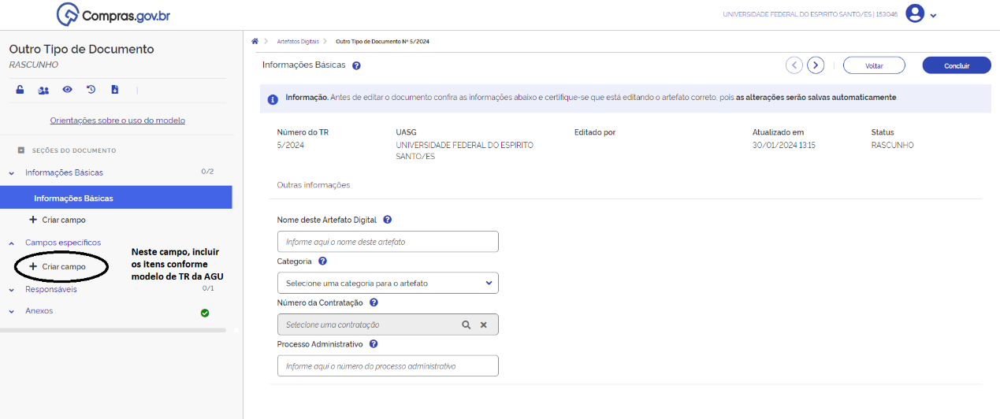 Compras.gov.br
UNIVERSIDADE FEDERAL DO ESPIRITO SANTO/ES | 153046
Outro Tipo de Documento
RASCUNHO
Orientações sobre o uso do modelo
SEÇÕES DO DOCUMENTO
Informações Básicas 0/2
Informações Básicas
+ Criar campo
Campos específicos
+ Criar campo
Neste campo, incluir
os itens conforme
modelo de TR da AGU
Responsáveis 0/1
Anexos
Artefatos Digitais > Outro Tipo de Documento Nº 5/2024
Informações Básicas
Voltar
Concluir
Informação. Antes de editar o documento confira as informações abaixo e certifique-se que está editando o artefato correto, pois as alterações serão salvas automaticamente.
Número do TR UASG Editado por Atualizado em Status
5/2024 UNIVERSIDADE FEDERAL DO ESPIRITO 30/01/2024 13:15 RASCUNHO
SANTO/ES
Outras informações
Nome deste Artefato Digital
Informe aqui o nome deste artefato
Categoria
Selecione uma categoria para o artefato
Número da Contratação
Selecione uma contratação
Processo Administrativo
Informe aqui o número do processo administrativo